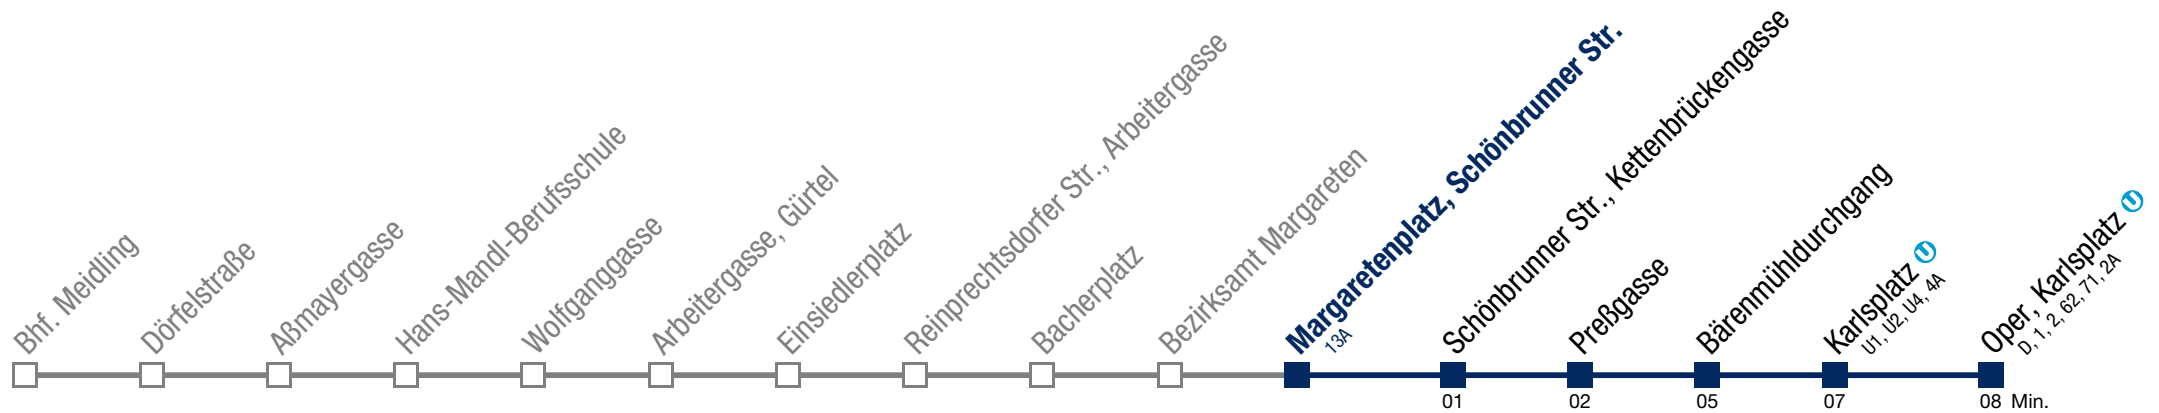 Bhf. Meidling
Dörfelstraße
Aßmayergasse
Hans-Mandl-Berufsschule
Wolfganggasse
Arbeitergasse, Gürtel
Einsiedlerplatz
Reinprechtsdorfer Str., Arbeitergasse
Bacherplatz
Bezirksamt Margareten
Margaretenplatz, Schönbrunner Str.
13A
Schönbrunner Str., Kettenbrückengasse
Preßgasse
Bärenmühldurchgang
Karlsplatz U
U1, U2, U4, 4A
Oper, Karlsplatz U
D, 1, 2, 62, 71, 2A
01 02 05 07 08 Min.